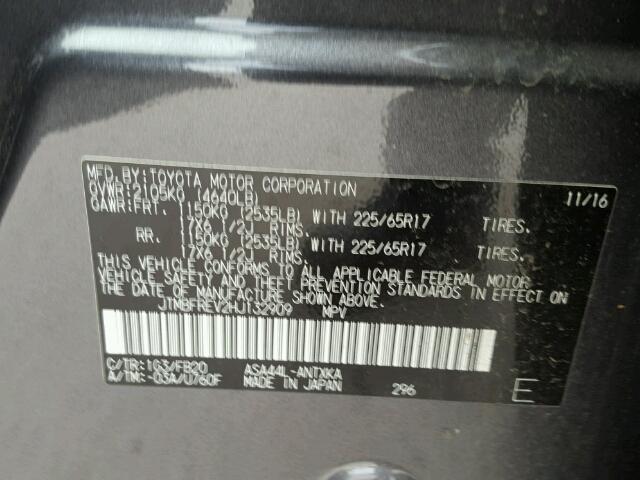 MFD. BY:TOYOTA MOTOR CORPORATION 11/16
GVWR:2105KG (4640LB)
GAWR:FRT. 1150KG (2535LB) WITH 225/65R17 TIRES.
17X6 1/2J RIMS.
RR. 1150KG (2535LB) WITH 225/65R17 TIRES.
17X6 1/2J RIMS.
THIS VEHICLE CONFORMS TO ALL APPLICABLE FEDERAL MOTOR
VEHICLE SAFETY AND THEFT PREVENTION STANDARDS IN EFFECT ON
THE DATE OF MANUFACTURE SHOWN ABOVE.
JTNBFREV2HJ132909 MPV
C/TR:1G3/FB20 ASA44L-ANTXKA
A/TM:-03A/U760F MADE IN JAPAN 296 E